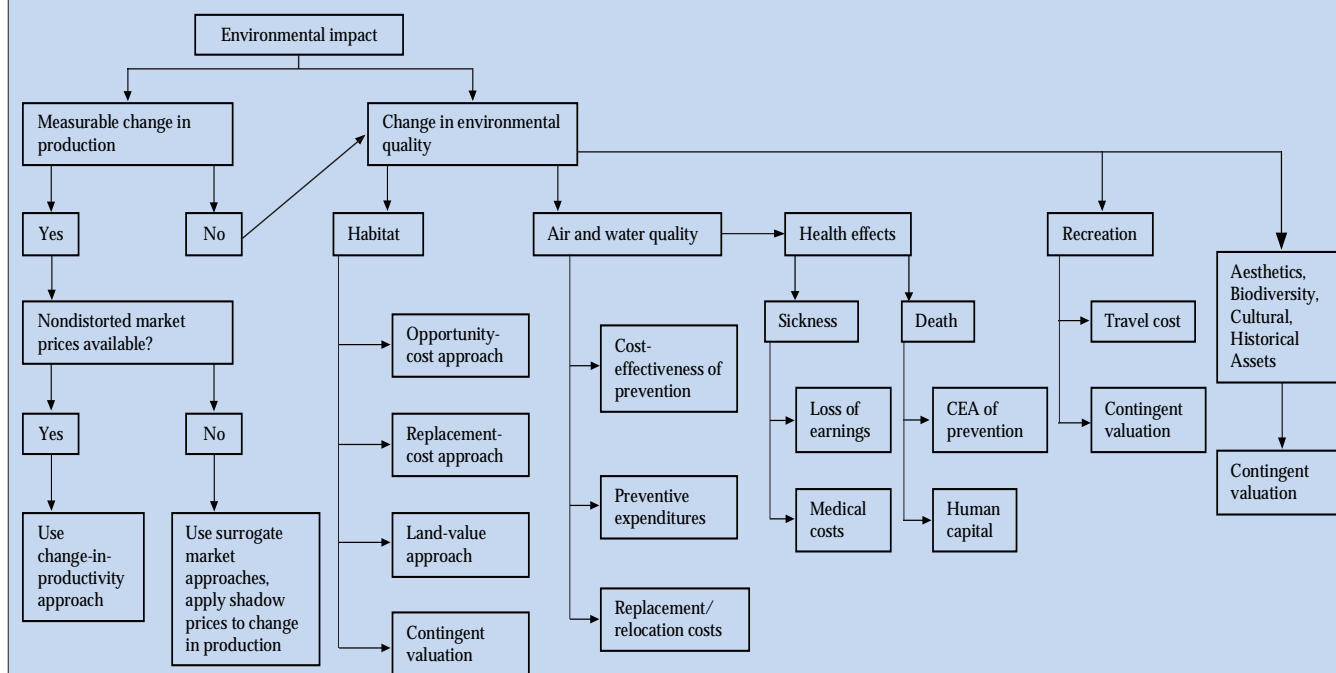 Environmental impact
Measurable change in
production
Change in environmental
quality
Yes
No
Habitat
Air and water quality
Health effects
Recreation
Aesthetics,
Biodiversity,
Cultural,
Historical
Assets
Nondistorted market
prices available?
Opportunity-
cost approach
Cost-
effectiveness of
prevention
Sickness
Death
Travel cost
Yes
No
Replacement-
cost approach
Loss of
earnings
CEA of
prevention
Contingent
valuation
Contingent
valuation
Use
change-in-
productivity
approach
Use surrogate
market
approaches,
apply shadow
prices to change
in production
Land-value
approach
Preventive
expenditures
Medical
costs
Human
capital
Contingent
valuation
Replacement/
relocation costs